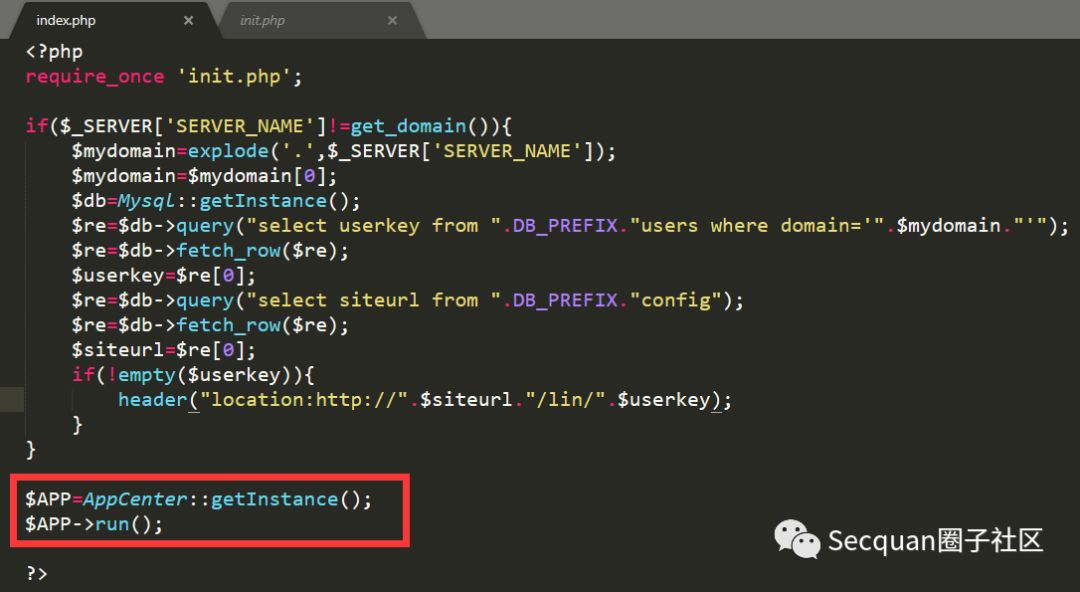 index.php × init.php ×
<?php
require_once 'init.php';
if($_SERVER['SERVER_NAME']!=get_domain()){
$mydomain=explode('.',$_SERVER['SERVER_NAME']);
$mydomain=$mydomain[0];
$db=Mysql::getInstance();
$re=$db->query("select userkey from ".DB_PREFIX."users where domain='".$mydomain."'");
$re=$db->fetch_row($re);
$userkey=$re[0];
$re=$db->query("select siteurl from ".DB_PREFIX."config");
$re=$db->fetch_row($re);
$siteurl=$re[0];
if(!empty($userkey)){
header("location:http://".$siteurl."/lin/".$userkey);
}
}
$APP=AppCenter::getInstance();
$APP->run();
?>
Secquan圈子社区